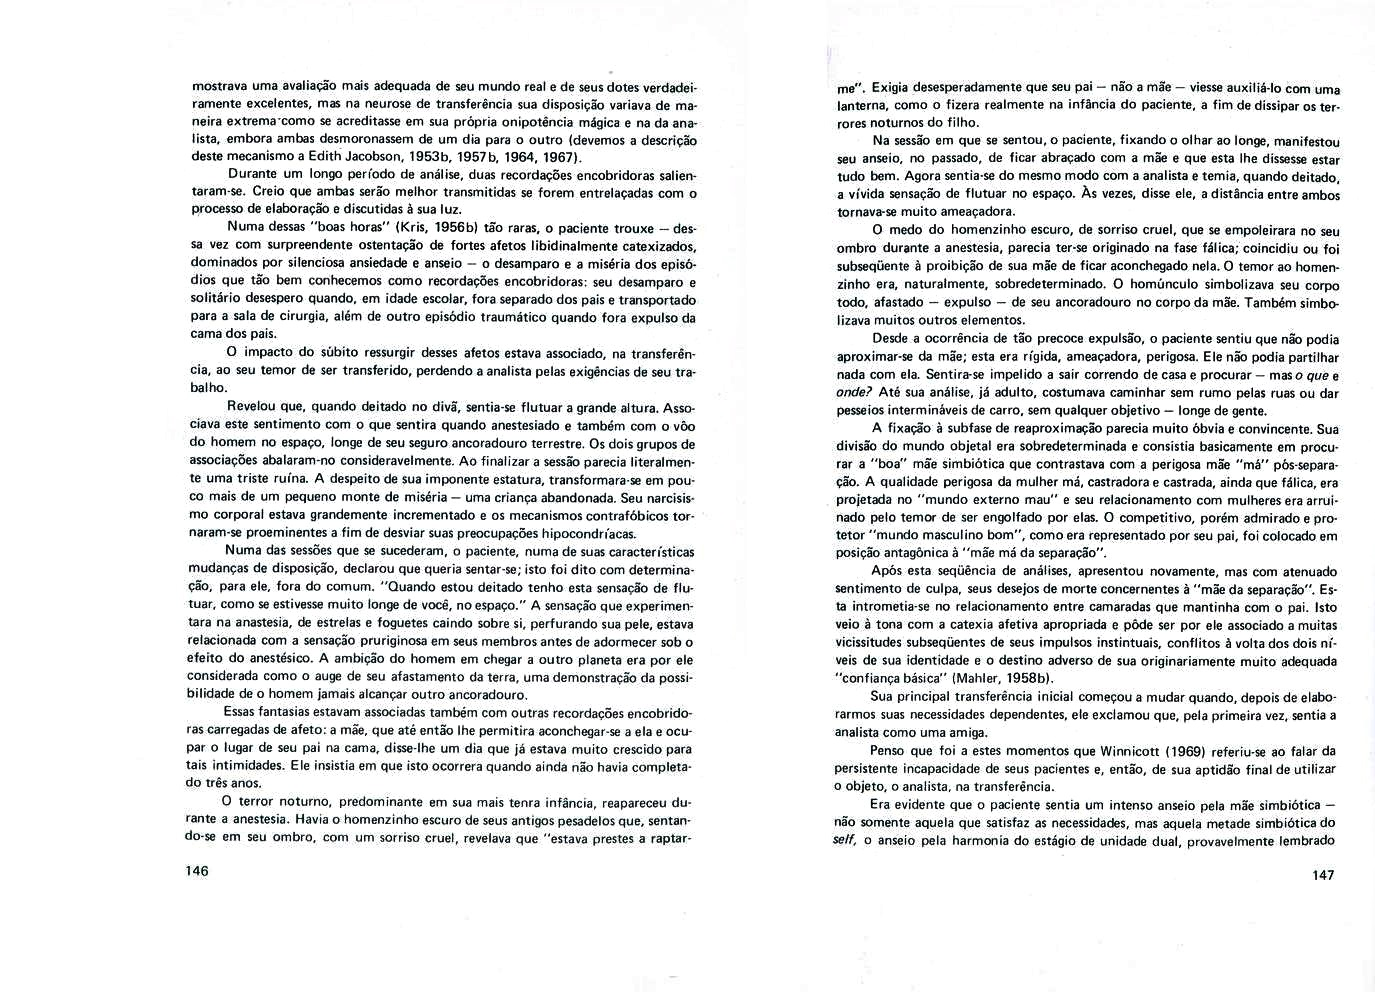 mostrava uma avaliação mais adequada de seu mundo real e de seus dotes verdadei-
ramente excelentes, mas na neurose de transferência sua disposição variava de ma-
neira extrema como se acreditasse em sua própria onipotência mágica e na da ana-
lista, embora ambas desmoronassem de um dia para o outro (devemos a descrição
deste mecanismo a Edith Jacobson, 1953b, 1957b, 1964, 1967).
Durante um longo período de análise, duas recordações encobridoras salien-
taram-se. Creio que ambas serão melhor transmitidas se forem entrelaçadas com o
processo de elaboração e discutidas à sua luz.
Numa dessas "boas horas" (Kris, 1956b) tão raras, o paciente trouxe — des-
sa vez com surpreendente ostentação de fortes afetos libidinalmente catexizados,
dominados por silenciosa ansiedade e anseio — o desamparo e a miséria dos episó-
dios que tão bem conhecemos como recordações encobridoras: seu desamparo e
solitário desespero quando, em idade escolar, fora separado dos pais e transportado
para a sala de cirurgia, além de outro episódio traumático quando fora expulso da
cama dos pais.
O impacto do súbito ressurgir desses afetos estava associado, na transferên-
cia, ao seu temor de ser transferido, perdendo a analista pelas exigências de seu tra-
balho.
Revelou que, quando deitado no divã, sentia-se flutuar a grande altura. Asso-
ciava este sentimento com o que sentira quando anestesiado e também com o vôo
do homem no espaço, longe de seu seguro ancoradouro terrestre. Os dois grupos de
associações abalaram-no consideravelmente. Ao finalizar a sessão parecia literalmen-
te uma triste ruína. A despeito de sua imponente estatura, transformara-se em pou-
co mais de um pequeno monte de miséria — uma criança abandonada. Seu narcisis-
mo corporal estava grandemente incrementado e os mecanismos contrafóbicos tor-
naram-se proeminentes a fim de desviar suas preocupações hipocondríacas.
Numa das sessões que se sucederam, o paciente, numa de suas características
mudanças de disposição, declarou que queria sentar-se; isto foi dito com determina-
ção, para ele, fora do comum. "Quando estou deitado tenho esta sensação de flu-
tuar, como se estivesse muito longe de você, no espaço." A sensação que experimen-
tara na anastesia, de estrelas e foguetes caindo sobre si, perfurando sua pele, estava
relacionada com a sensação pruriginosa em seus membros antes de adormecer sob o
efeito do anestésico. A ambição do homem em chegar a outro planeta era por ele
considerada como o auge de seu afastamento da terra, uma demonstração da possi-
bilidade de o homem jamais alcançar outro ancoradouro.
Essas fantasias estavam associadas também com outras recordações encobrido-
ras carregadas de afeto: a mãe, que até então lhe permitira aconchegar-se a ela e ocu-
par o lugar de seu pai na cama, disse-lhe um dia que já estava muito crescido para
tais intimidades. Ele insistia em que isto ocorrera quando ainda não havia completa-
do três anos.
O terror noturno, predominante em sua mais tenra infância, reapareceu du-
rante a anestesia. Havia o homenzinho escuro de seus antigos pesadelos que, sentan-
do-se em seu ombro, com um sorriso cruel, revelava que "estava prestes a raptar-
146
me". Exigia desesperadamente que seu pai — não a mãe — viesse auxiliá-lo com uma
lanterna, como o fizera realmente na infância do paciente, a fim de dissipar os ter-
rores noturnos do filho.
Na sessão em que se sentou, o paciente, fixando o olhar ao longe, manifestou
seu anseio, no passado, de ficar abraçado com a mãe e que esta lhe dissesse estar
tudo bem. Agora sentia-se do mesmo modo com a analista e temia, quando deitado,
a vívida sensação de flutuar no espaço. Às vezes, disse ele, a distância entre ambos
tornava-se muito ameaçadora.
O medo do homenzinho escuro, de sorriso cruel, que se empoleirara no seu
ombro durante a anestesia, parecia ter-se originado na fase fálica; coincidiu ou foi
subseqüente à proibição de sua mãe de ficar aconchegado nela. O temor ao homen-
zinho era, naturalmente, sobredeterminado. O homúnculo simbolizava seu corpo
todo, afastado — expulso — de seu ancoradouro no corpo da mãe. Também simbo-
lizava muitos outros elementos.
Desde a ocorrência de tão precoce expulsão, o paciente sentiu que não podia
aproximar-se da mãe; esta era rígida, ameaçadora, perigosa. Ele não podia partilhar
nada com ela. Sentira-se impelido a sair correndo de casa e procurar — mas o que e
onde? Até sua análise, já adulto, costumava caminhar sem rumo pelas ruas ou dar
pesseios intermináveis de carro, sem qualquer objetivo — longe de gente.
A fixação à subfase de reaproximação parecia muito óbvia e convincente. Sua
divisão do mundo objetal era sobredeterminada e consistia basicamente em procu-
rar a "boa" mãe simbiótica que contrastava com a perigosa mãe "má" pós-separa-
ção. A qualidade perigosa da mulher má, castradora e castrada, ainda que fálica, era
projetada no "mundo externo mau" e seu relacionamento com mulheres era arrui-
nado pelo temor de ser engolfado por elas. O competitivo, porém admirado e pro-
tetor "mundo masculino bom", como era representado por seu pai, foi colocado em
posição antagônica à "mãe má da separação".
Após esta seqüência de análises, apresentou novamente, mas com atenuado
sentimento de culpa, seus desejos de morte concernentes à "mãe da separação". Es-
ta intrometia-se no relacionamento entre camaradas que mantinha com o pai. Isto
veio à tona com a catexia afetiva apropriada e pôde ser por ele associado a muitas
vicissitudes subseqüentes de seus impulsos instintuais, conflitos à volta dos dois ní-
veis de sua identidade e o destino adverso de sua originariamente muito adequada
"confiança básica" (Mahler, 1958b).
Sua principal transferência inicial começou a mudar quando, depois de elabo-
rarmos suas necessidades dependentes, ele exclamou que, pela primeira vez, sentia a
analista como uma amiga.
Penso que foi a estes momentos que Winnicott (1969) referiu-se ao falar da
persistente incapacidade de seus pacientes e, então, de sua aptidão final de utilizar
o objeto, o analista, na transferência.
Era evidente que o paciente sentia um intenso anseio pela mãe simbiótica —
não somente aquela que satisfaz as necessidades, mas aquela metade simbiótica do
self, o anseio pela harmonia do estágio de unidade dual, provavelmente lembrado
147